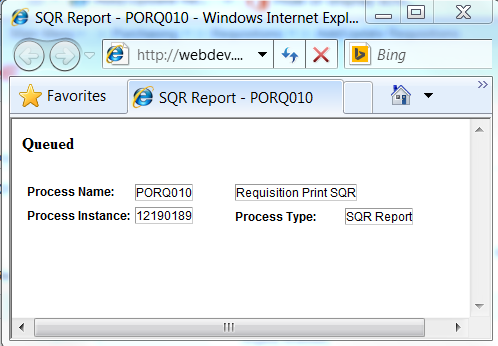 SQR Report - PORQ010 - Windows Internet Expl...
http://webdev....
Bing
Favorites
SQR Report - PORQ010
Queued
Process Name: PORQ010 Requisition Print SQR
Process Instance: 12190189 Process Type: SQR Report